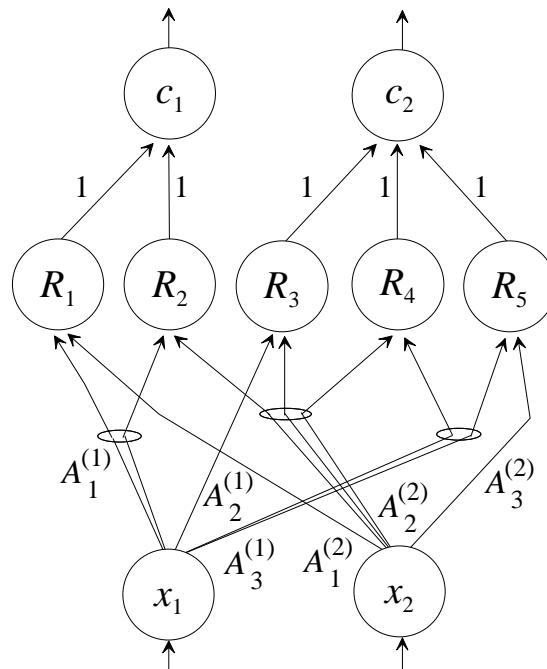 c₁ c₂
1 1 1 1 1
R₁ R₂ R₃ R₄ R₅
A₁⁽¹⁾ A₂⁽¹⁾ A₂⁽²⁾ A₃⁽²⁾
A₃⁽¹⁾ A₁⁽²⁾
x₁ x₂